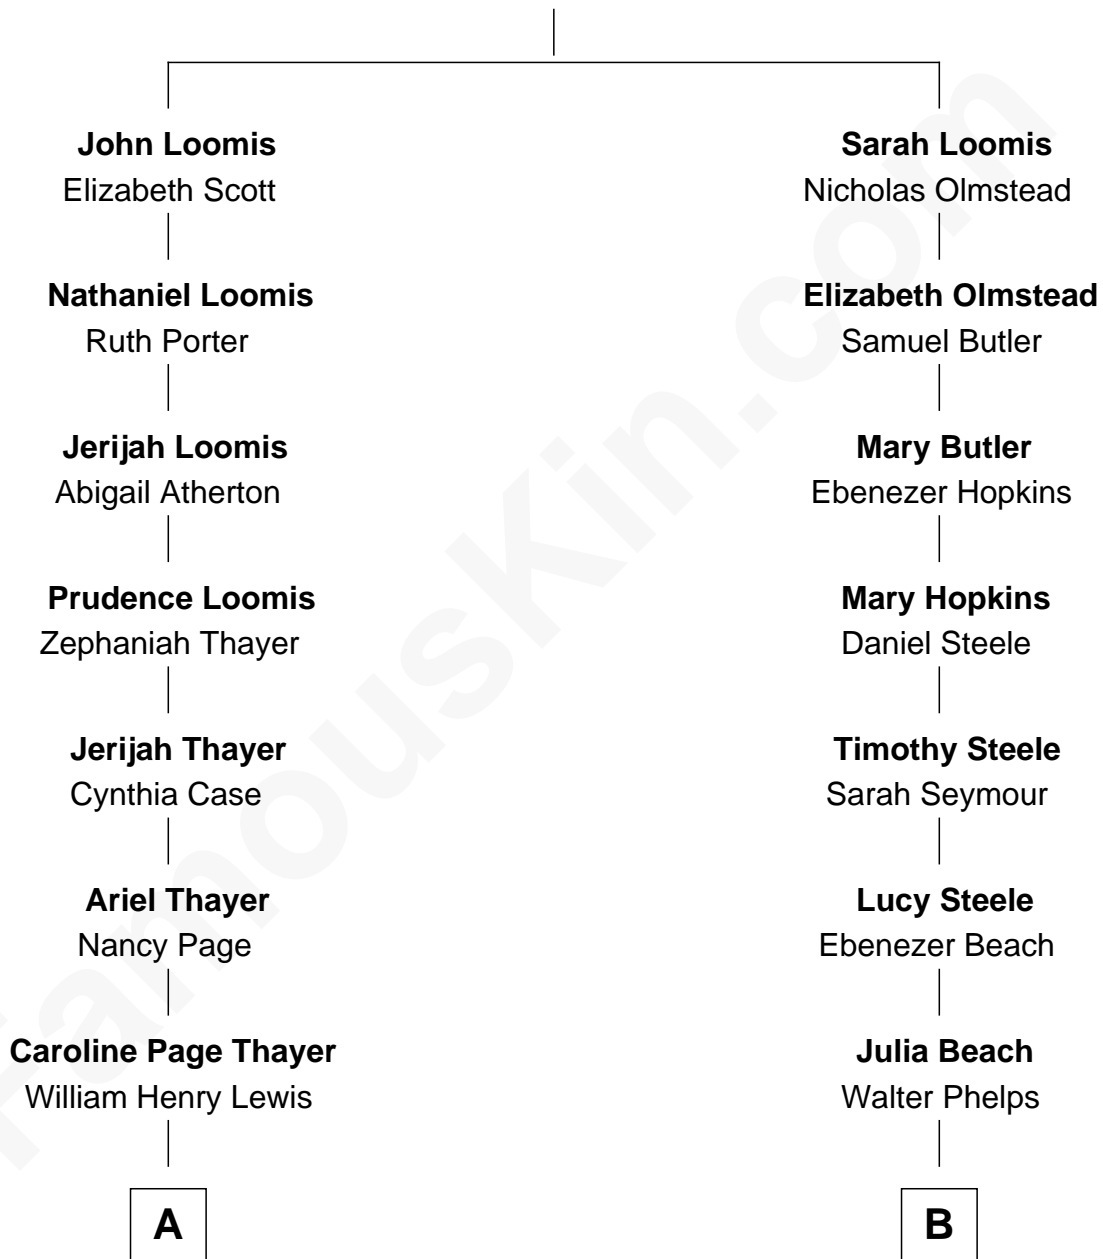 John Loomis
Elizabeth Scott
Nathaniel Loomis
Ruth Porter
Jerijah Loomis
Abigail Atherton
Prudence Loomis
Zephaniah Thayer
Jerijah Thayer
Cynthia Case
Ariel Thayer
Nancy Page
Caroline Page Thayer
William Henry Lewis
A
Sarah Loomis
Nicholas Olmstead
Elizabeth Olmstead
Samuel Butler
Mary Butler
Ebenezer Hopkins
Mary Hopkins
Daniel Steele
Timothy Steele
Sarah Seymour
Lucy Steele
Ebenezer Beach
Julia Beach
Walter Phelps
B
FamousKin.com